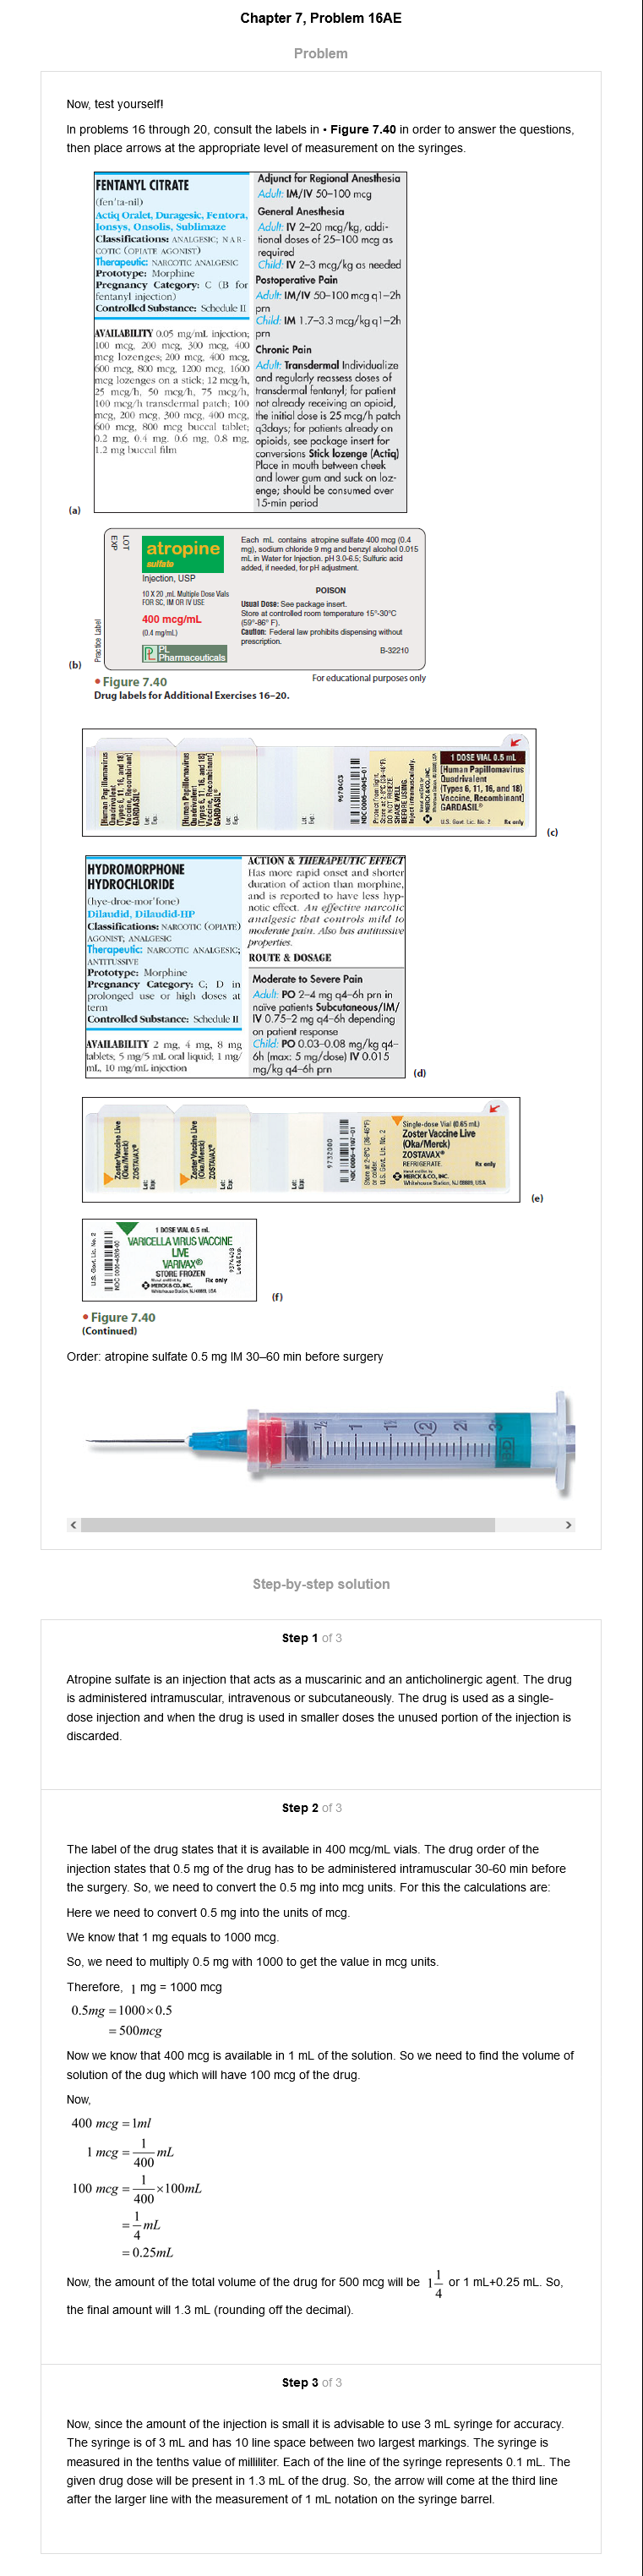 Chapter 7, Problem 16AE
Problem
Now, test yourself!
In problems 16 through 20, consult the labels in • Figure 7.40 in order to answer the questions,
then place arrows at the appropriate level of measurement on the syringes.
FENTANYL CITRATE
(fen'ta-nil)
Actiq Oralet, Duragesic, Fentora,
Ionsys, Onsolis, Sublimaze
Classifications: ANALGESIC; NAR-
COTIC (OPIATE AGONIST)
Therapeutic: NARCOTIC ANALGESIC
Prototype: Morphine
Pregnancy Category: C (B for
fentanyl injection)
Controlled Substance: Schedule II
AVAILABILITY 0.05 mg/mL injection;
100 mcg, 200 mcg, 300 mcg, 400
mcg lozenges; 200 mcg, 400 mcg,
600 mcg, 800 mcg, 1200 mcg, 1600
mcg lozenges on a stick; 12 mcg/h,
25 mcg/h, 50 mcg/h, 75 mcg/h,
100 mcg/h transdermal patch; 100
mcg, 200 mcg, 300 mcg, 400 mcg,
600 mcg, 800 mcg buccal tablet;
0.2 mg, 0.4 mg, 0.6 mg, 0.8 mg,
1.2 mg buccal film
Adjunct for Regional Anesthesia
Adult: IM/IV 50–100 mcg
General Anesthesia
Adult: IV 2–20 mcg/kg, addi-
tional doses of 25–100 mcg as
required
Child: IV 2–3 mcg/kg as needed
Postoperative Pain
Adult: IM/IV 50–100 mcg q1–2h
prn
Child: IM 1.7–3.3 mcg/kg q1–2h
prn
Chronic Pain
Adult: Transdermal Individualize
and regularly reassess doses of
transdermal fentanyl; for patient
not already receiving an opioid,
the initial dose is 25 mcg/h patch
q3days; for patients already on
opioids, see package insert for
conversions Stick lozenge (Actiq)
Place in mouth between cheek
and lower gum and suck on loz-
enge; should be consumed over
15-min period
(a)
LOT
EXP
Practice Label
atropine
sulfate
Injection, USP
10 X 20 .mL Multiple Dose Vials
FOR SC, IM OR IV USE
400 mcg/mL
(0.4 mg/mL)
PL
Pharmaceuticals
Each mL contains atropine sulfate 400 mcg (0.4
mg), sodium chloride 9 mg and benzyl alcohol 0.015
mL in Water for Injection. pH 3.0-6.5; Sulfuric acid
added, if needed, for pH adjustment.
POISON
Usual Dose: See package insert.
Store at controlled room temperature 15°-30°C
(59°-86° F).
Caution: Federal law prohibits dispensing without
prescription.
B-32210
(b)
• Figure 7.40
For educational purposes only
Drug labels for Additional Exercises 16–20.
[Human Papillomavirus
Quadrivalent
(Types 6, 11, 16, and 18)
Vaccine, Recombinant]
GARDASIL®
Lot:
Exp.:
[Human Papillomavirus
Quadrivalent
(Types 6, 11, 16, and 18)
Vaccine, Recombinant]
GARDASIL®
Lot:
Exp.:
Lot:
Exp.:
9670403
NDC 0006-4045-01
Protect from light.
Store at 2-8°C (36-46°F).
DO NOT FREEZE.
SHAKE WELL
BEFORE USING.
Inject intramuscularly.
MERCK & CO., INC.
1 DOSE VIAL 0.5 mL
[Human Papillomavirus
Quadrivalent
(Types 6, 11, 16, and 18)
Vaccine, Recombinant]
GARDASIL®
U.S. Govt. Lic. No. 2 Rx only
(c)
HYDROMORPHONE
HYDROCHLORIDE
(hye-droe-mor'fone)
Dilaudid, Dilaudid-HP
Classifications: NARCOTIC (OPIATE)
AGONIST; ANALGESIC
Therapeutic: NARCOTIC ANALGESIC;
ANTITUSSIVE
Prototype: Morphine
Pregnancy Category: C; D in
prolonged use or high doses at
term
Controlled Substance: Schedule II
AVAILABILITY 2 mg, 4 mg, 8 mg
tablets; 5 mg/5 mL oral liquid; 1 mg/
mL, 10 mg/mL injection
ACTION & THERAPEUTIC EFFECT
Has more rapid onset and shorter
duration of action than morphine,
and is reported to have less hyp-
notic effect. An effective narcotic
analgesic that controls mild to
moderate pain. Also has antitussive
properties.
ROUTE & DOSAGE
Moderate to Severe Pain
Adult: PO 2–4 mg q4–6h prn in
naïve patients Subcutaneous/IM/
IV 0.75–2 mg q4–6h depending
on patient response
Child: PO 0.03–0.08 mg/kg q4–
6h (max: 5 mg/dose) IV 0.015
mg/kg q4–6h prn
(d)
Zoster Vaccine Live
(Oka/Merck)
ZOSTAVAX®
Lot:
Exp:
Zoster Vaccine Live
(Oka/Merck)
ZOSTAVAX®
Lot:
Exp:
Lot:
Exp:
9732000
Store at 2-8°C (36-46°F)
or cooler.
U.S. Govt. Lic. No. 2
Single-dose Vial (0.65 mL)
Zoster Vaccine Live
(Oka/Merck)
ZOSTAVAX®
REFRIGERATE Rx only
MERCK & CO., INC.
Whitehouse Station, NJ 08889, USA
(e)
U.S. Govt. Lic. No. 2
1 DOSE VIAL 0.5 mL
VARICELLA VIRUS VACCINE
LIVE
VARIVAX®
STORE FROZEN
Rx only
MERCK & CO., INC.
Whitehouse Station, NJ 08889, USA
Lot & Exp.
(f)
• Figure 7.40
(Continued)
Order: atropine sulfate 0.5 mg IM 30–60 min before surgery
½ 1 1½ 2 2½ 3
Step-by-step solution
Step 1 of 3
Atropine sulfate is an injection that acts as a muscarinic and an anticholinergic agent. The drug
is administered intramuscular, intravenous or subcutaneously. The drug is used as a single-
dose injection and when the drug is used in smaller doses the unused portion of the injection is
discarded.
Step 2 of 3
The label of the drug states that it is available in 400 mcg/mL vials. The drug order of the
injection states that 0.5 mg of the drug has to be administered intramuscular 30-60 min before
the surgery. So, we need to convert the 0.5 mg into mcg units. For this the calculations are:
Here we need to convert 0.5 mg into the units of mcg.
We know that 1 mg equals to 1000 mcg.
So, we need to multiply 0.5 mg with 1000 to get the value in mcg units.
Therefore, 1 mg = 1000 mcg
0.5mg = 1000×0.5
= 500mcg
Now we know that 400 mcg is available in 1 mL of the solution. So we need to find the volume of
solution of the dug which will have 100 mcg of the drug.
Now,
400 mcg = 1ml
1 mcg = 1/400 mL
100 mcg = 1/400 ×100mL
= 1/4 mL
= 0.25mL
Now, the amount of the total volume of the drug for 500 mcg will be 1 1/4 or 1 mL+0.25 mL. So,
the final amount will 1.3 mL (rounding off the decimal).
Step 3 of 3
Now, since the amount of the injection is small it is advisable to use 3 mL syringe for accuracy.
The syringe is of 3 mL and has 10 line space between two largest markings. The syringe is
measured in the tenths value of milliliter. Each of the line of the syringe represents 0.1 mL. The
given drug dose will be present in 1.3 mL of the drug. So, the arrow will come at the third line
after the larger line with the measurement of 1 mL notation on the syringe barrel.